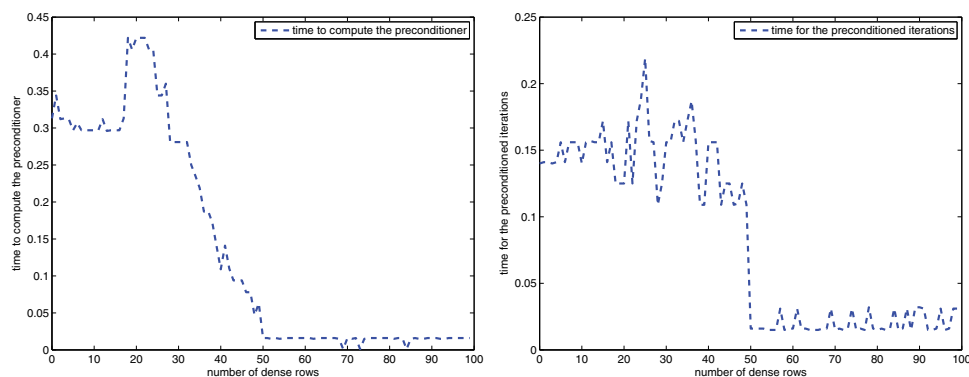 0.45
0.4
0.35
0.3
0.25
0.2
0.15
0.1
0.05
0
time to compute the preconditioner
time to compute the preconditioner
0 10 20 30 40 50 60 70 80 90 100
number of dense rows
0.25
0.2
0.15
0.1
0.05
0
time for the preconditioned iterations
time for the preconditioned iterations
0 10 20 30 40 50 60 70 80 90 100
number of dense rows